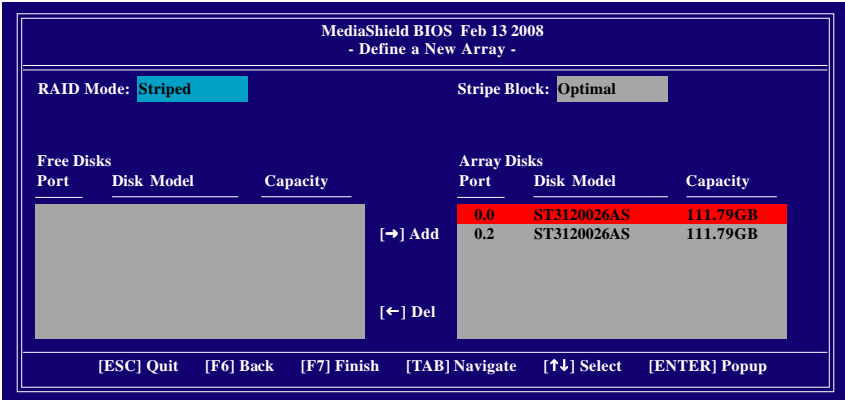 MediaShield BIOS Feb 13 2008
- Define a New Array -
RAID Mode: Striped
Stripe Block: Optimal
Free Disks
Port Disk Model Capacity
Array Disks
Port Disk Model Capacity
0.0 ST3120026AS 111.79GB
0.2 ST3120026AS 111.79GB
[→] Add
[←] Del
[ESC] Quit [F6] Back [F7] Finish [TAB] Navigate [↑↓] Select [ENTER] Popup